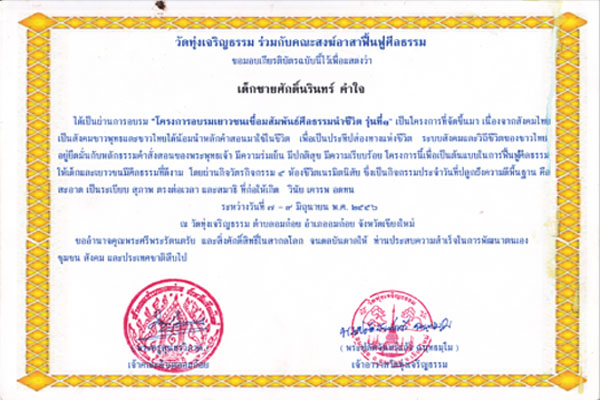 วัดทุ่งเจริญธรรม ร่วมกับคณะสงฆ์อาสาฟื้นฟูศีลธรรม
ขอมอบเกียรติบัตรฉบับนี้ไว้เพื่อแสดงว่า
เด็กชายศักดิ์นรินทร์ คำใจ
ได้เป็นผ่านการอบรม "โครงการอบรมเยาวชนเชื่อมสัมพันธ์ศีลธรรมนำชีวิต รุ่นที่๑" เป็นโครงการที่จัดขึ้นมา เนื่องจากสังคมไทย
เป็นสังคมชาวพุทธและชาวไทยได้น้อมนำหลักคำสอนมาใช้ในชีวิต เพื่อเป็นประทีปส่องทางแห่งชีวิต ระบบสังคมและวิถีชีวิตของชาวไทย
อยู่ยึดมั่นกับหลักธรรมคำสั่งสอนของพระพุทธเจ้า มีความร่มเย็น มีปกติสุข มีความเรียบร้อย โครงการนี้เพื่อเป็นต้นแบบในการฟื้นฟูศีลธรรม
ให้เด็กและเยาวชนมีศีลธรรมที่ดีงาม โดยผ่านกิจวัตรกิจกรรม ๕ ห้องชีวิตเนรมิตนิสัย ซึ่งเป็นกิจกรรมประจำวันที่ปลูกฝังความดีพื้นฐาน คือ
สะอาด เป็นระเบียบ สุภาพ ตรงต่อเวลา และสมาธิ ที่ก่อให้เกิด วินัย เคารพ อดทน
ระหว่างวันที่ ๗ - ๙ มิถุนายน พ.ศ. ๒๕๕๖
ณ วัดทุ่งเจริญธรรม ตำบลอมก๋อย อำเภออมก๋อย จังหวัดเชียงใหม่
ขออำนาจคุณพระศรีพระรัตนตรัย และสิ่งศักดิ์สิทธิ์ในสากลโลก จนดลบันดาลให้ ท่านประสบความสำเร็จในการพัฒนาตนเอง
ชุมชน สังคม และประเทศชาติสืบไป
วัดทุ่งเจริญธรรม
เจ้าอาวาสวัดทุ่งเจริญธรรม